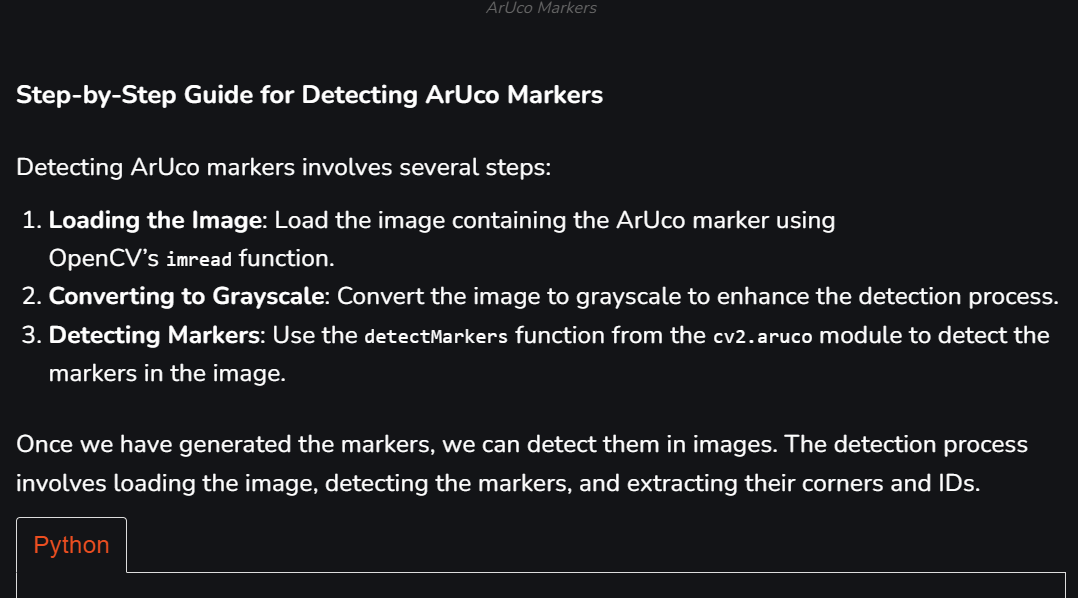 ArUco Markers
Step-by-Step Guide for Detecting ArUco Markers
Detecting ArUco markers involves several steps:
1. Loading the Image: Load the image containing the ArUco marker using
OpenCV’s imread function.
2. Converting to Grayscale: Convert the image to grayscale to enhance the detection process.
3. Detecting Markers: Use the detectMarkers function from the cv2.aruco module to detect the
markers in the image.
Once we have generated the markers, we can detect them in images. The detection process
involves loading the image, detecting the markers, and extracting their corners and IDs.
Python